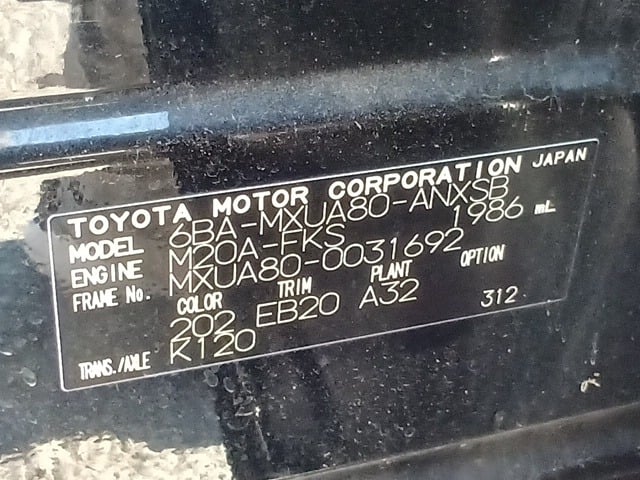 TOYOTA MOTOR CORPORATION JAPAN
MODEL 6BA-MXUA80-ANXSB
ENGINE M20A-FKS 1986 mL
FRAME No. MXUA80-0031692
COLOR TRIM PLANT OPTION
202 EB20 A32 312
TRANS./AXLE K120